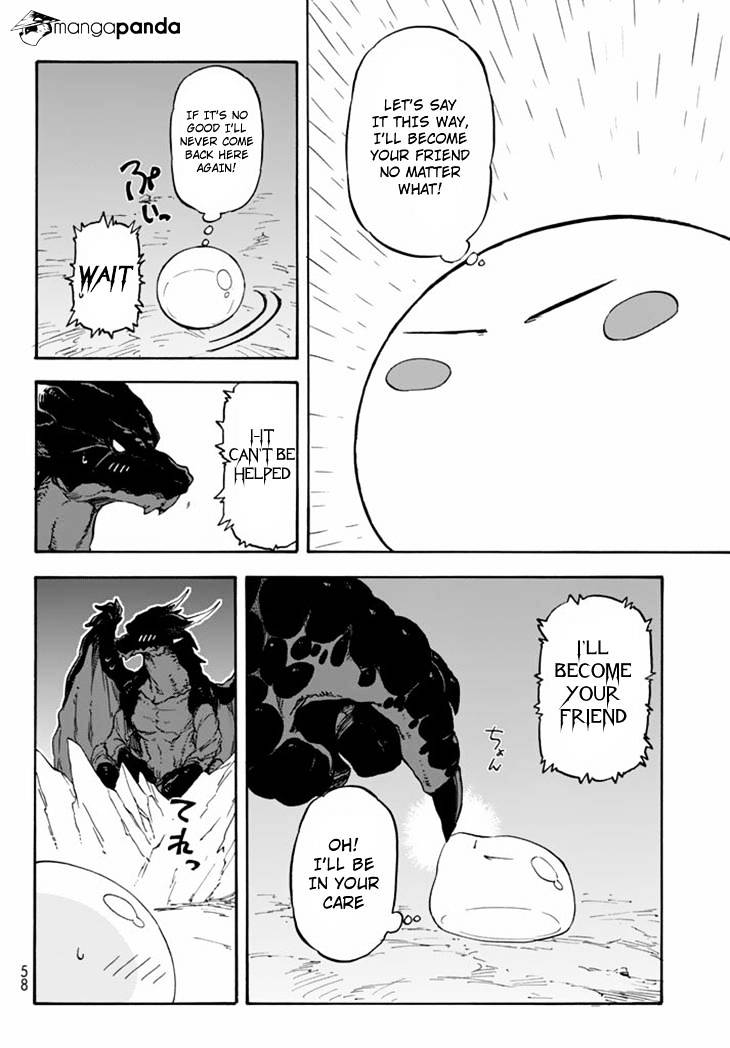 mangapanda
LET'S SAY
IT THIS WAY,
I'LL BECOME
YOUR FRIEND
NO MATTER
WHAT!
IF IT'S NO
GOOD I'LL
NEVER COME
BACK HERE
AGAIN!
ぷいっ
WAIT
I-IT
CAN'T BE
HELPED
I'LL
BECOME
YOUR
FRIEND
ちょん
OH!
I'LL BE
IN YOUR
CARE
てれっ
58